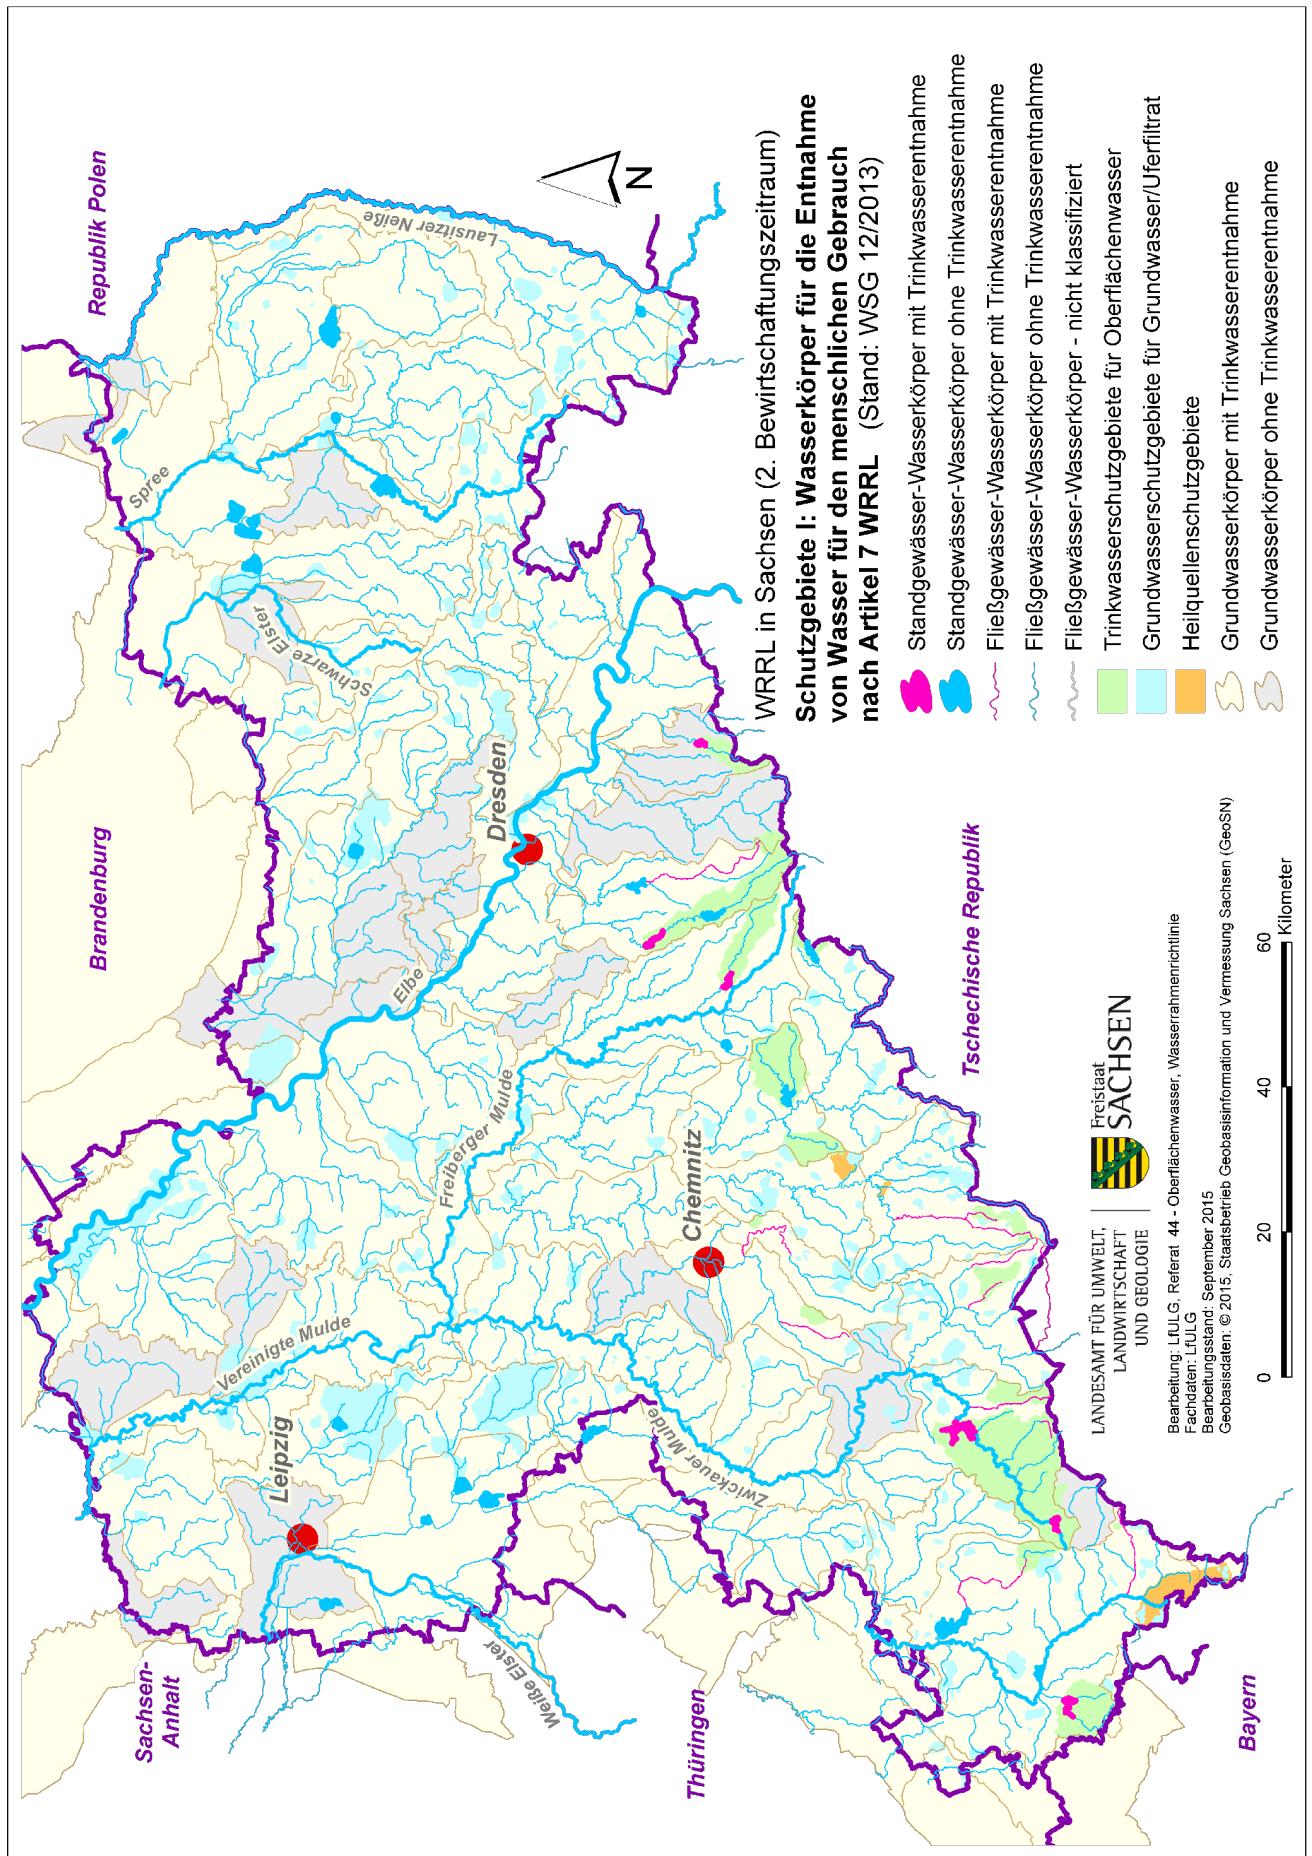 Sachsen-
Anhalt
Brandenburg
Republik Polen
Thüringen
Bayern
Tschechische Republik
Leipzig
Dresden
Chemnitz
Weiße Elster
Vereinigte Mulde
Zwickauer Mulde
Freiberger Mulde
Elbe
Schwarze Elster
Spree
Lausitzer Neiße
N
WRRL in Sachsen (2. Bewirtschaftungszeitraum)
Schutzgebiete I: Wasserkörper für die Entnahme
von Wasser für den menschlichen Gebrauch
nach Artikel 7 WRRL (Stand: WSG 12/2013)
Standgewässer-Wasserkörper mit Trinkwasserentnahme
Standgewässer-Wasserkörper ohne Trinkwasserentnahme
Fließgewässer-Wasserkörper mit Trinkwasserentnahme
Fließgewässer-Wasserkörper ohne Trinkwasserentnahme
Fließgewässer-Wasserkörper - nicht klassifiziert
Trinkwasserschutzgebiete für Oberflächenwasser
Grundwasserschutzgebiete für Grundwasser/Uferfiltrat
Heilquellenschutzgebiete
Grundwasserkörper mit Trinkwasserentnahme
Grundwasserkörper ohne Trinkwasserentnahme
LANDESAMT FÜR UMWELT,
LANDWIRTSCHAFT
UND GEOLOGIE
Freistaat
SACHSEN
Bearbeitung: LfULG, Referat 44 - Oberflächenwasser, Wasserrahmenrichtlinie
Fachdaten: LfULG
Bearbeitungsstand: September 2015
Geobasisdaten: © 2015, Staatsbetrieb Geobasisinformation und Vermessung Sachsen (GeoSN)
0 20 40 60
Kilometer